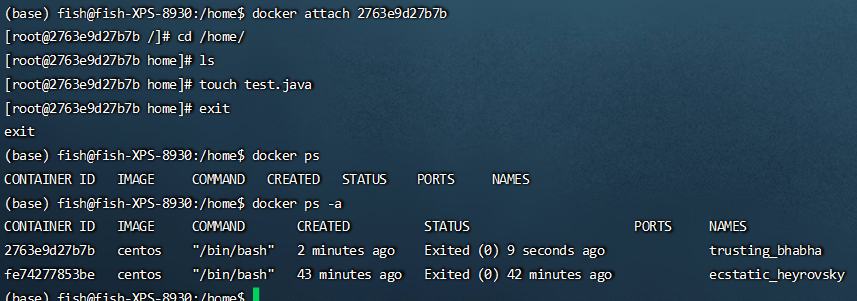 (base) fish@fish-XPS-8930:/home$ docker attach 2763e9d27b7b
[root@2763e9d27b7b /]# cd /home/
[root@2763e9d27b7b home]# ls
[root@2763e9d27b7b home]# touch test.java
[root@2763e9d27b7b home]# exit
exit
(base) fish@fish-XPS-8930:/home$ docker ps
CONTAINER ID   IMAGE     COMMAND   CREATED   STATUS    PORTS     NAMES
(base) fish@fish-XPS-8930:/home$ docker ps -a
CONTAINER ID   IMAGE     COMMAND       CREATED          STATUS                      PORTS     NAMES
2763e9d27b7b   centos    "/bin/bash"   2 minutes ago    Exited (0) 9 seconds ago              trusting_bhabha
fe74277853be   centos    "/bin/bash"   43 minutes ago   Exited (0) 42 minutes ago             ecstatic_heyrovsky
(base) fish@fish-XPS-8930:/home$